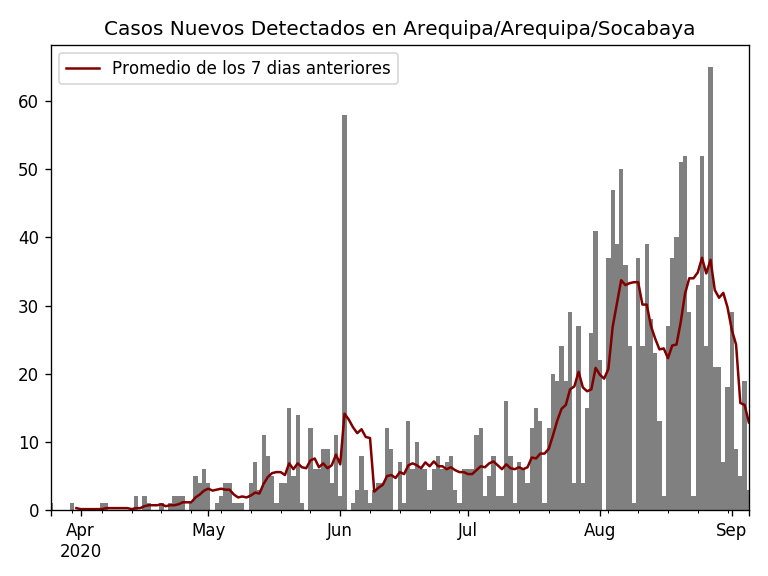 Casos Nuevos Detectados en Arequipa/Arequipa/Socabaya
Promedio de los 7 dias anteriores
60
50
40
30
20
10
0
Apr
2020
May
Jun
Jul
Aug
Sep